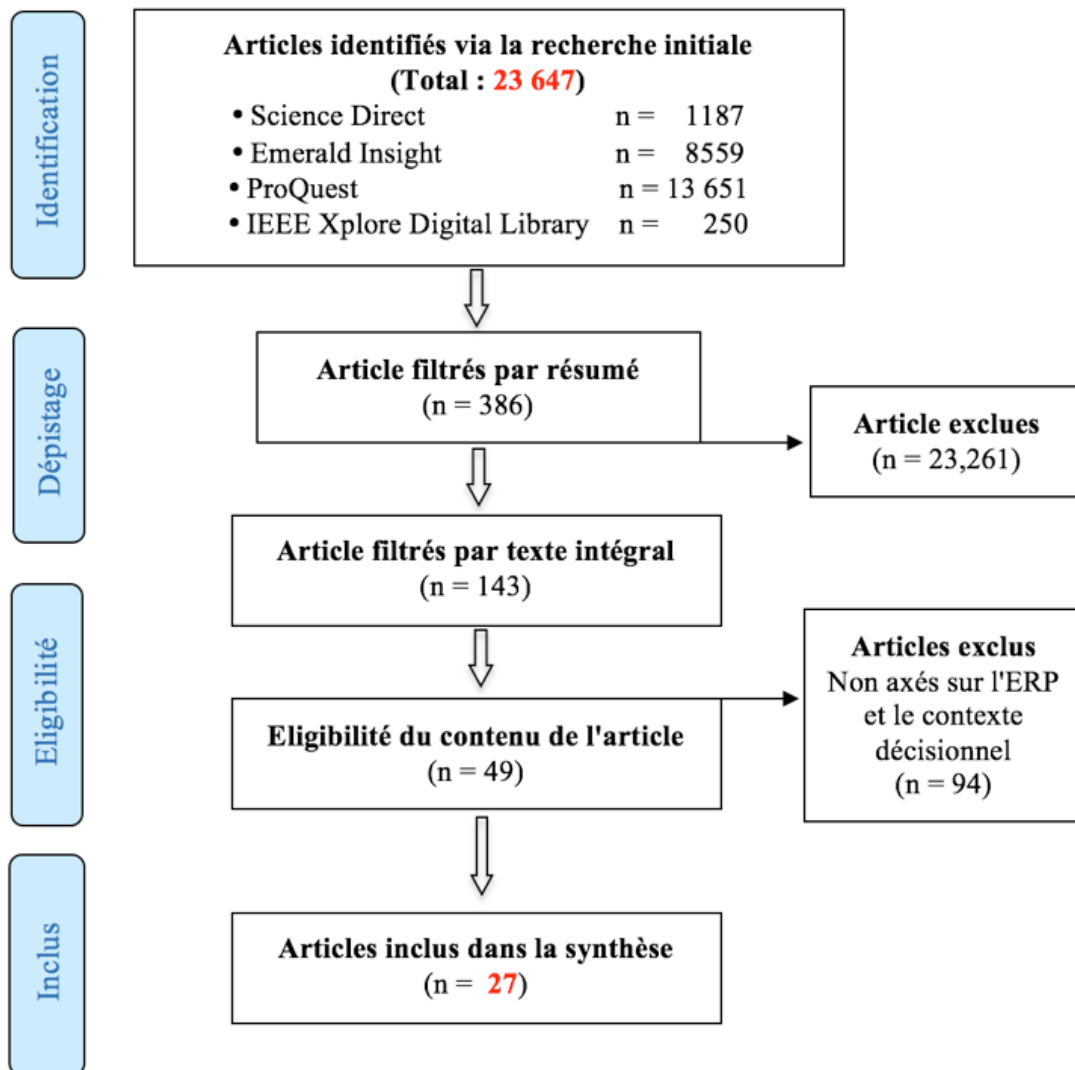 Identification
Articles identifiés via la recherche initiale
(Total : 23 647)
• Science Direct n = 1187
• Emerald Insight n = 8559
• ProQuest n = 13 651
• IEEE Xplore Digital Library n = 250
Dépistage
Article filtrés par résumé
(n = 386)
Article exclues
(n = 23,261)
Article filtrés par texte intégral
(n = 143)
Eligibilité
Eligibilité du contenu de l'article
(n = 49)
Articles exclus
Non axés sur l'ERP
et le contexte
décisionnel
(n = 94)
Inclus
Articles inclus dans la synthèse
(n = 27)